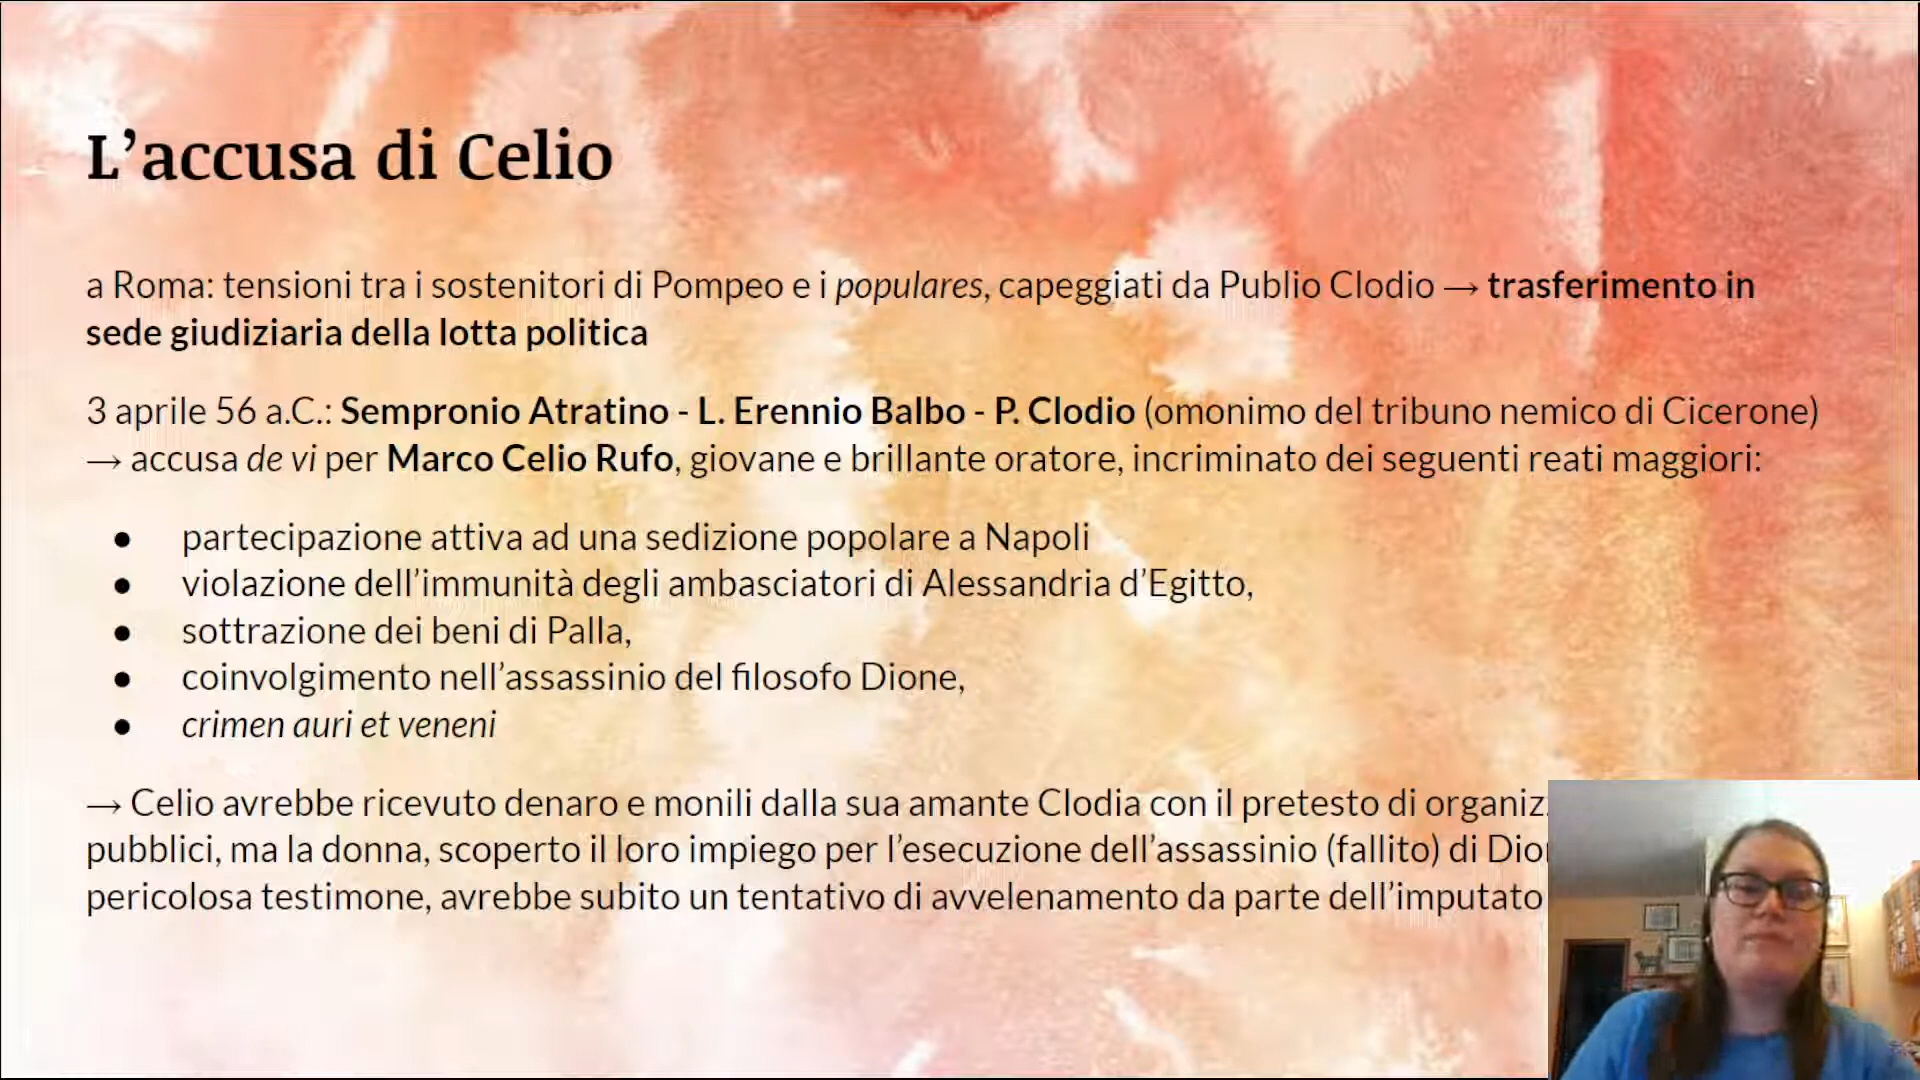 L’accusa di Celio
a Roma: tensioni tra i sostenitori di Pompeo e i populares, capeggiati da Publio Clodio → trasferimento in
sede giudiziaria della lotta politica
3 aprile 56 a.C.: Sempronio Atratino - L. Erennio Balbo - P. Clodio (omonimo del tribuno nemico di Cicerone)
→ accusa de vi per Marco Celio Rufo, giovane e brillante oratore, incriminato dei seguenti reati maggiori:
● partecipazione attiva ad una sedizione popolare a Napoli
● violazione dell’immunità degli ambasciatori di Alessandria d’Egitto,
● sottrazione dei beni di Palla,
● coinvolgimento nell’assassinio del filosofo Dione,
● crimen auri et veneni
→ Celio avrebbe ricevuto denaro e monili dalla sua amante Clodia con il pretesto di
pubblici, ma la donna, scoperto il loro impiego per l’esecuzione dell’assassinio (fallito) di
pericolosa testimone, avrebbe subito un tentativo di avvelenamento da parte dell’imputato